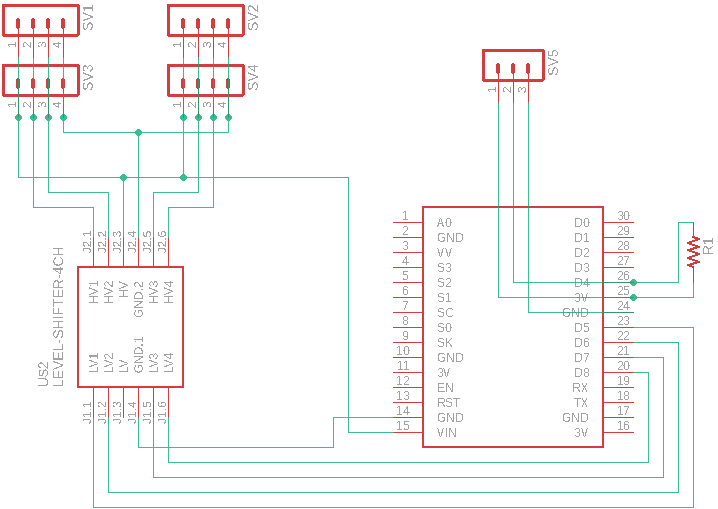 SV1
1 2 3 4
SV2
1 2 3 4
SV3
1 2 3 4
SV4
1 2 3 4
SV5
1 2 3
J2.1 J2.2 J2.3 J2.4 J2.5 J2.6
HV1 HV2 HV GND.2 HV3 HV4
US2
LEVEL-SHIFTER-4CH
LV1 LV2 LV GND.1 LV3 LV4
J1.1 J1.2 J1.3 J1.4 J1.5 J1.6
1 A0 D0 30
2 GND D1 29
3 VV D2 28
4 S3 D3 27
5 S2 D4 26
6 S1 3V 25
7 SC GND 24
8 S0 D5 23
9 SK D6 22
10 GND D7 21
11 3V D8 20
12 EN RX 19
13 RST TX 18
14 GND GND 17
15 VIN 3V 16
R1